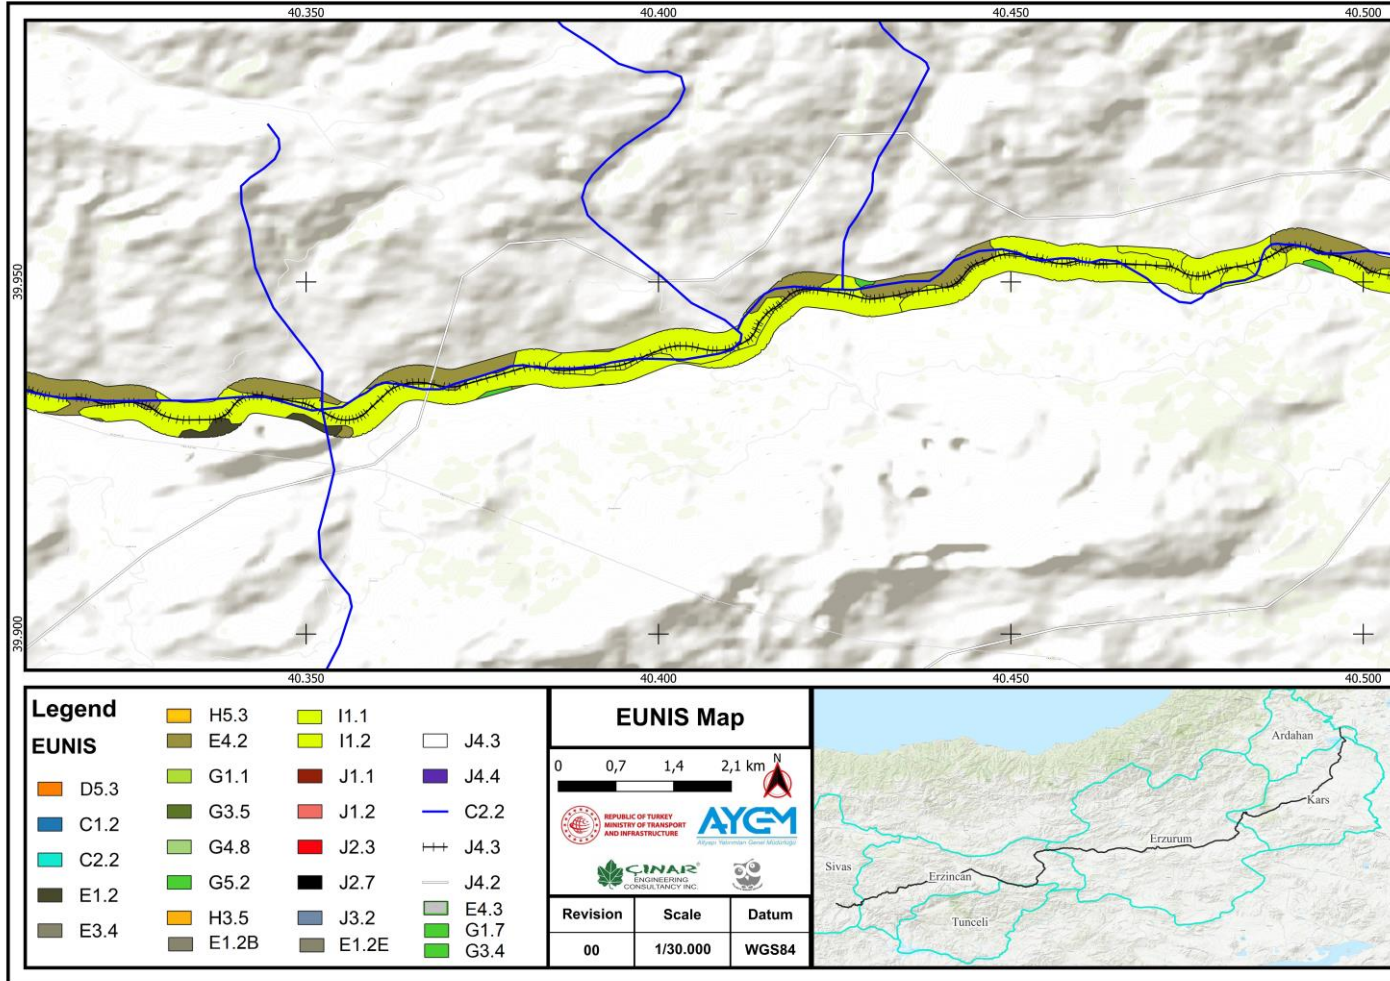 40.350
40.400
40.450
40.500
39.950
39.900
40.350
40.400
40.450
40.500
Legend
EUNIS
D5.3
C1.2
C2.2
E1.2
E3.4
H5.3
E4.2
G1.1
G3.5
G4.8
G5.2
H3.5
E1.2B
I1.1
I1.2
J1.1
J1.2
J2.3
J2.7
J3.2
E1.2E
J4.3
J4.4
C2.2
J4.3
J4.2
E4.3
G1.7
G3.4
EUNIS Map
0 0,7 1,4 2,1 km
N
REPUBLIC OF TURKEY
MINISTRY OF TRANSPORT
AND INFRASTRUCTURE
AYGM
Altyapı Yatırımları Genel Müdürlüğü
ÇINAR
ENGINEERING
CONSULTANCY INC.
Revision Scale Datum
00 1/30.000 WGS84
Ardahan
Kars
Erzurum
Sivas
Erzincan
Tunceli